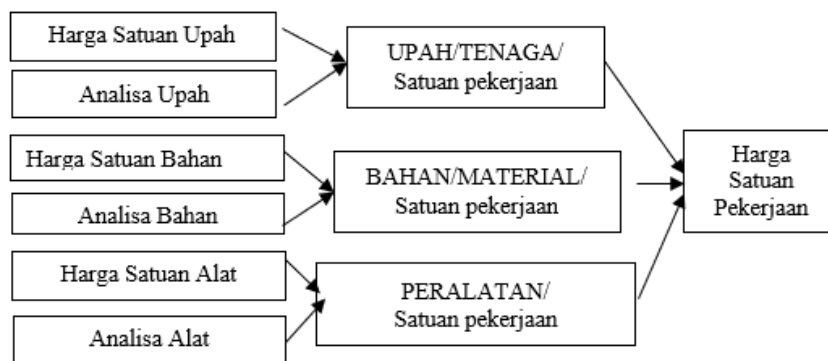 Harga Satuan Upah
Analisa Upah
UPAH/TENAGA/
Satuan pekerjaan
Harga Satuan Bahan
Analisa Bahan
BAHAN/MATERIAL/
Satuan pekerjaan
Harga Satuan Alat
Analisa Alat
PERALATAN/
Satuan pekerjaan
Harga
Satuan
Pekerjaan